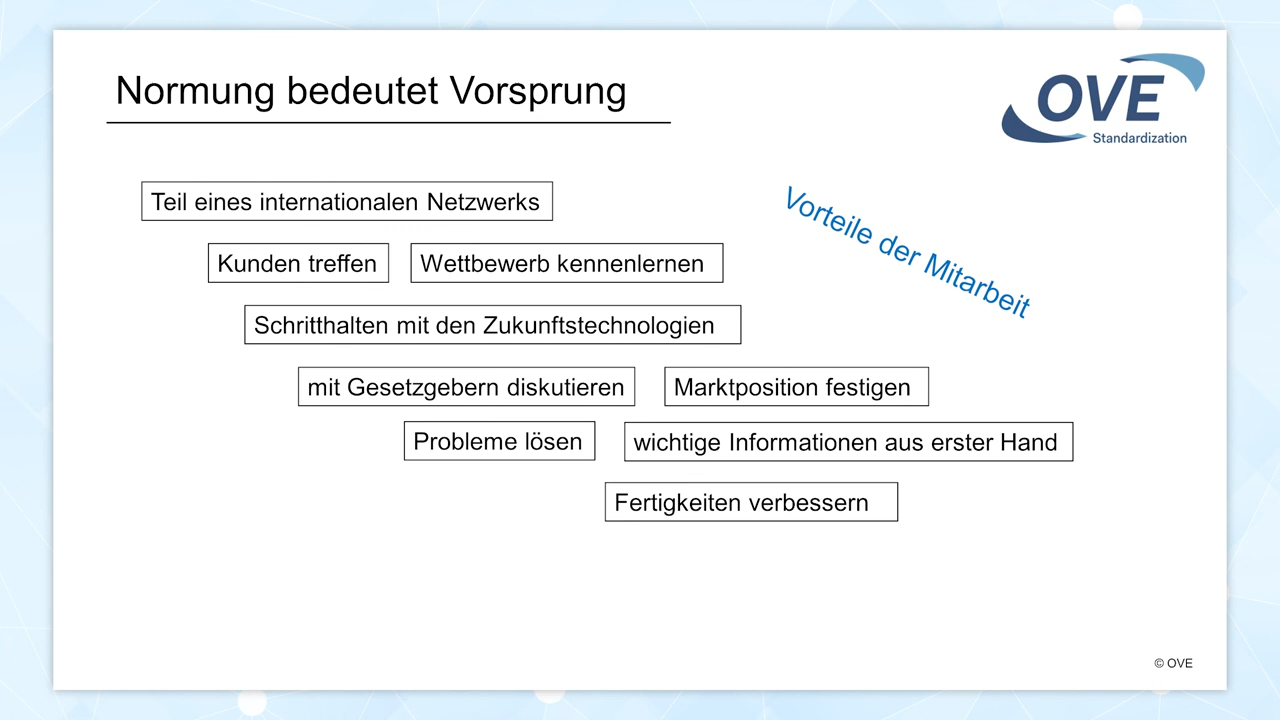 Normung bedeutet Vorsprung
OVE
Standardization
Vorteile der Mitarbeit
Teil eines internationalen Netzwerks
Kunden treffen
Wettbewerb kennenlernen
Schritthalten mit den Zukunftstechnologien
mit Gesetzgebern diskutieren
Marktposition festigen
Probleme lösen
wichtige Informationen aus erster Hand
Fertigkeiten verbessern
© OVE